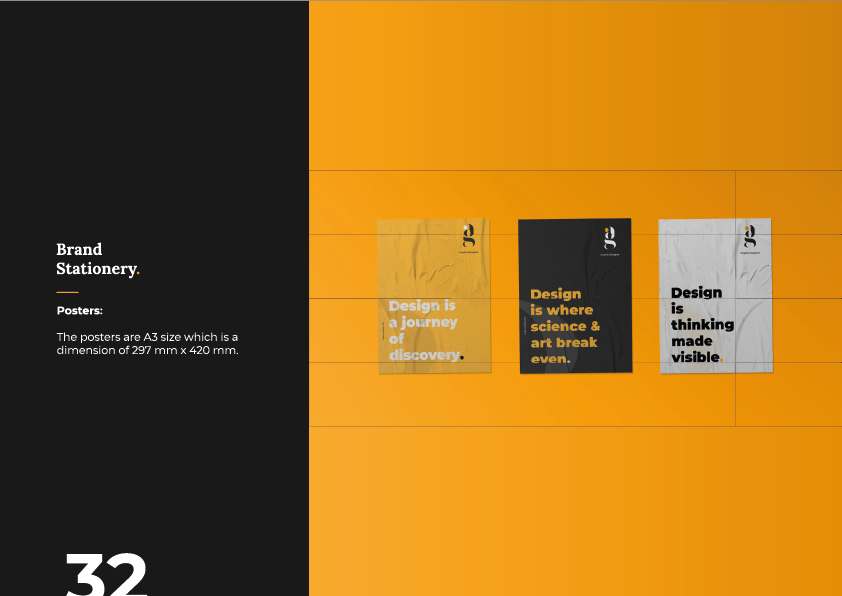 Brand
Stationery.
Posters:
The posters are A3 size which is a
dimension of 297 mm x 420 mm.
32
Design is
a journey
of
discovery.
Design
is where
science &
art break
even.
Design
is
thinking
made
visible.